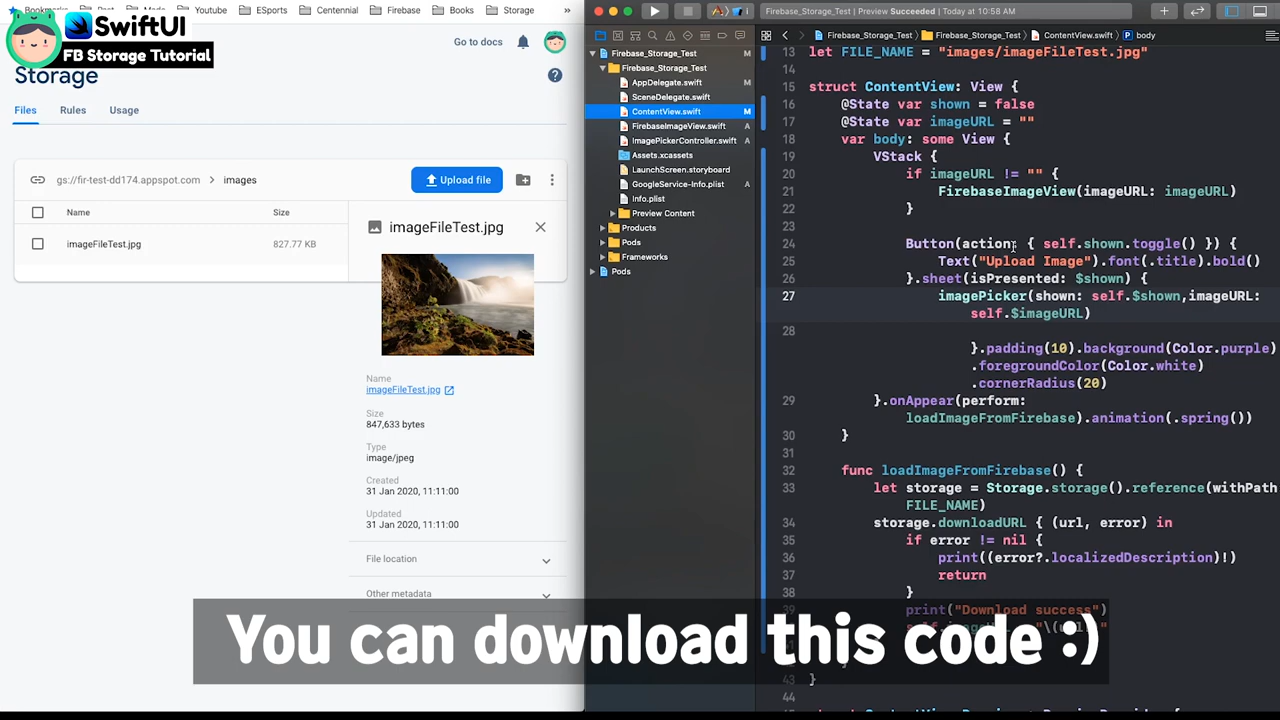 Bookmarks
Youtube
ESports
Centennial
Firebase
Books
Storage
»
SwiftUI
FB Storage Tutorial
Go to docs
Storage
Files
Rules
Usage
gs://fir-test-dd174.appspot.com > images
Upload file
Name
Size
imageFileTest.jpg
827.77 KB
imageFileTest.jpg
Name
imageFileTest.jpg
Size
847,633 bytes
Type
image/jpeg
Created
31 Jan 2020, 11:11:00
Updated
31 Jan 2020, 11:11:00
File location
Other metadata
Firebase_Storage_Test | Preview Succeeded | Today at 10:58 AM
Firebase_Storage_Test M
Firebase_Storage_Test
AppDelegate.swift M
SceneDelegate.swift
ContentView.swift M
FirebaseImageView.swift A
ImagePickerController.swift A
Assets.xcassets
LaunchScreen.storyboard
GoogleService-Info.plist A
Info.plist
Preview Content
Products
Pods
Frameworks
Pods
Firebase_Storage_Test > Firebase_Storage_Test > ContentView.swift > body
13 let FILE_NAME = "images/imageFileTest.jpg"
14
15 struct ContentView: View {
16 @State var shown = false
17 @State var imageURL = ""
18 var body: some View {
19 VStack {
20 if imageURL != "" {
21 FirebaseImageView(imageURL: imageURL)
22 }
23
24 Button(action: { self.shown.toggle() }) {
25 Text("Upload Image").font(.title).bold()
26 }.sheet(isPresented: $shown) {
27 imagePicker(shown: self.$shown,imageURL:
self.$imageURL)
28
}.padding(10).background(Color.purple)
.foregroundColor(Color.white)
.cornerRadius(20)
29 }.onAppear(perform:
loadImageFromFirebase).animation(.spring())
30 }
31
32 func loadImageFromFirebase() {
33 let storage = Storage.storage().reference(withPath
FILE_NAME)
34 storage.downloadURL { (url, error) in
35 if error != nil {
36 print((error?.localizedDescription)!)
37 return
38 }
39 print("Download success")
43 }
44
You can download this code :)